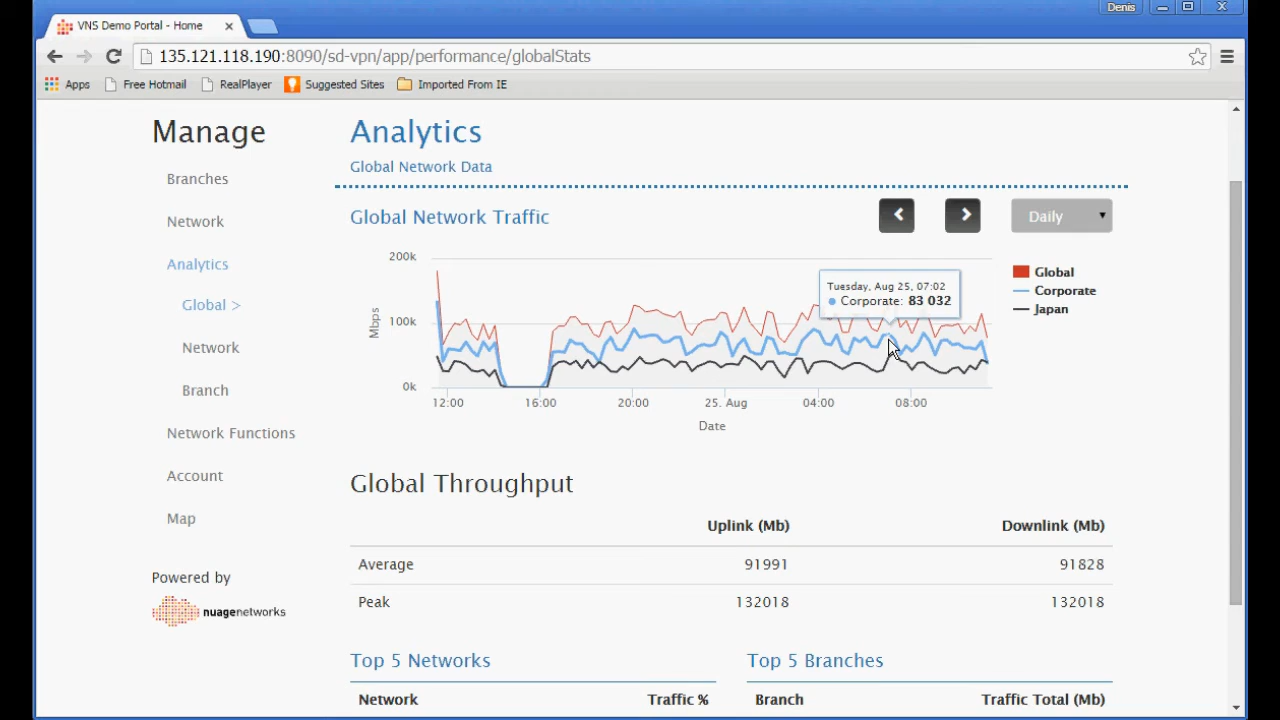 Denis
VNS Demo Portal - Home
135.121.118.190:8090/sd-vpn/app/performance/globalStats
Apps Free Hotmail RealPlayer Suggested Sites Imported From IE
Manage
Branches
Network
Analytics
Global >
Network
Branch
Network Functions
Account
Map
Powered by
nuagenetworks
Analytics
Global Network Data
Global Network Traffic
Daily
200k
100k
0k
Mbps
Tuesday, Aug 25, 07:02
Corporate: 83 032
Global
Corporate
Japan
12:00 16:00 20:00 25. Aug 04:00 08:00
Date
Global Throughput
Uplink (Mb) Downlink (Mb)
Average 91991 91828
Peak 132018 132018
Top 5 Networks
Network Traffic %
Top 5 Branches
Branch Traffic Total (Mb)